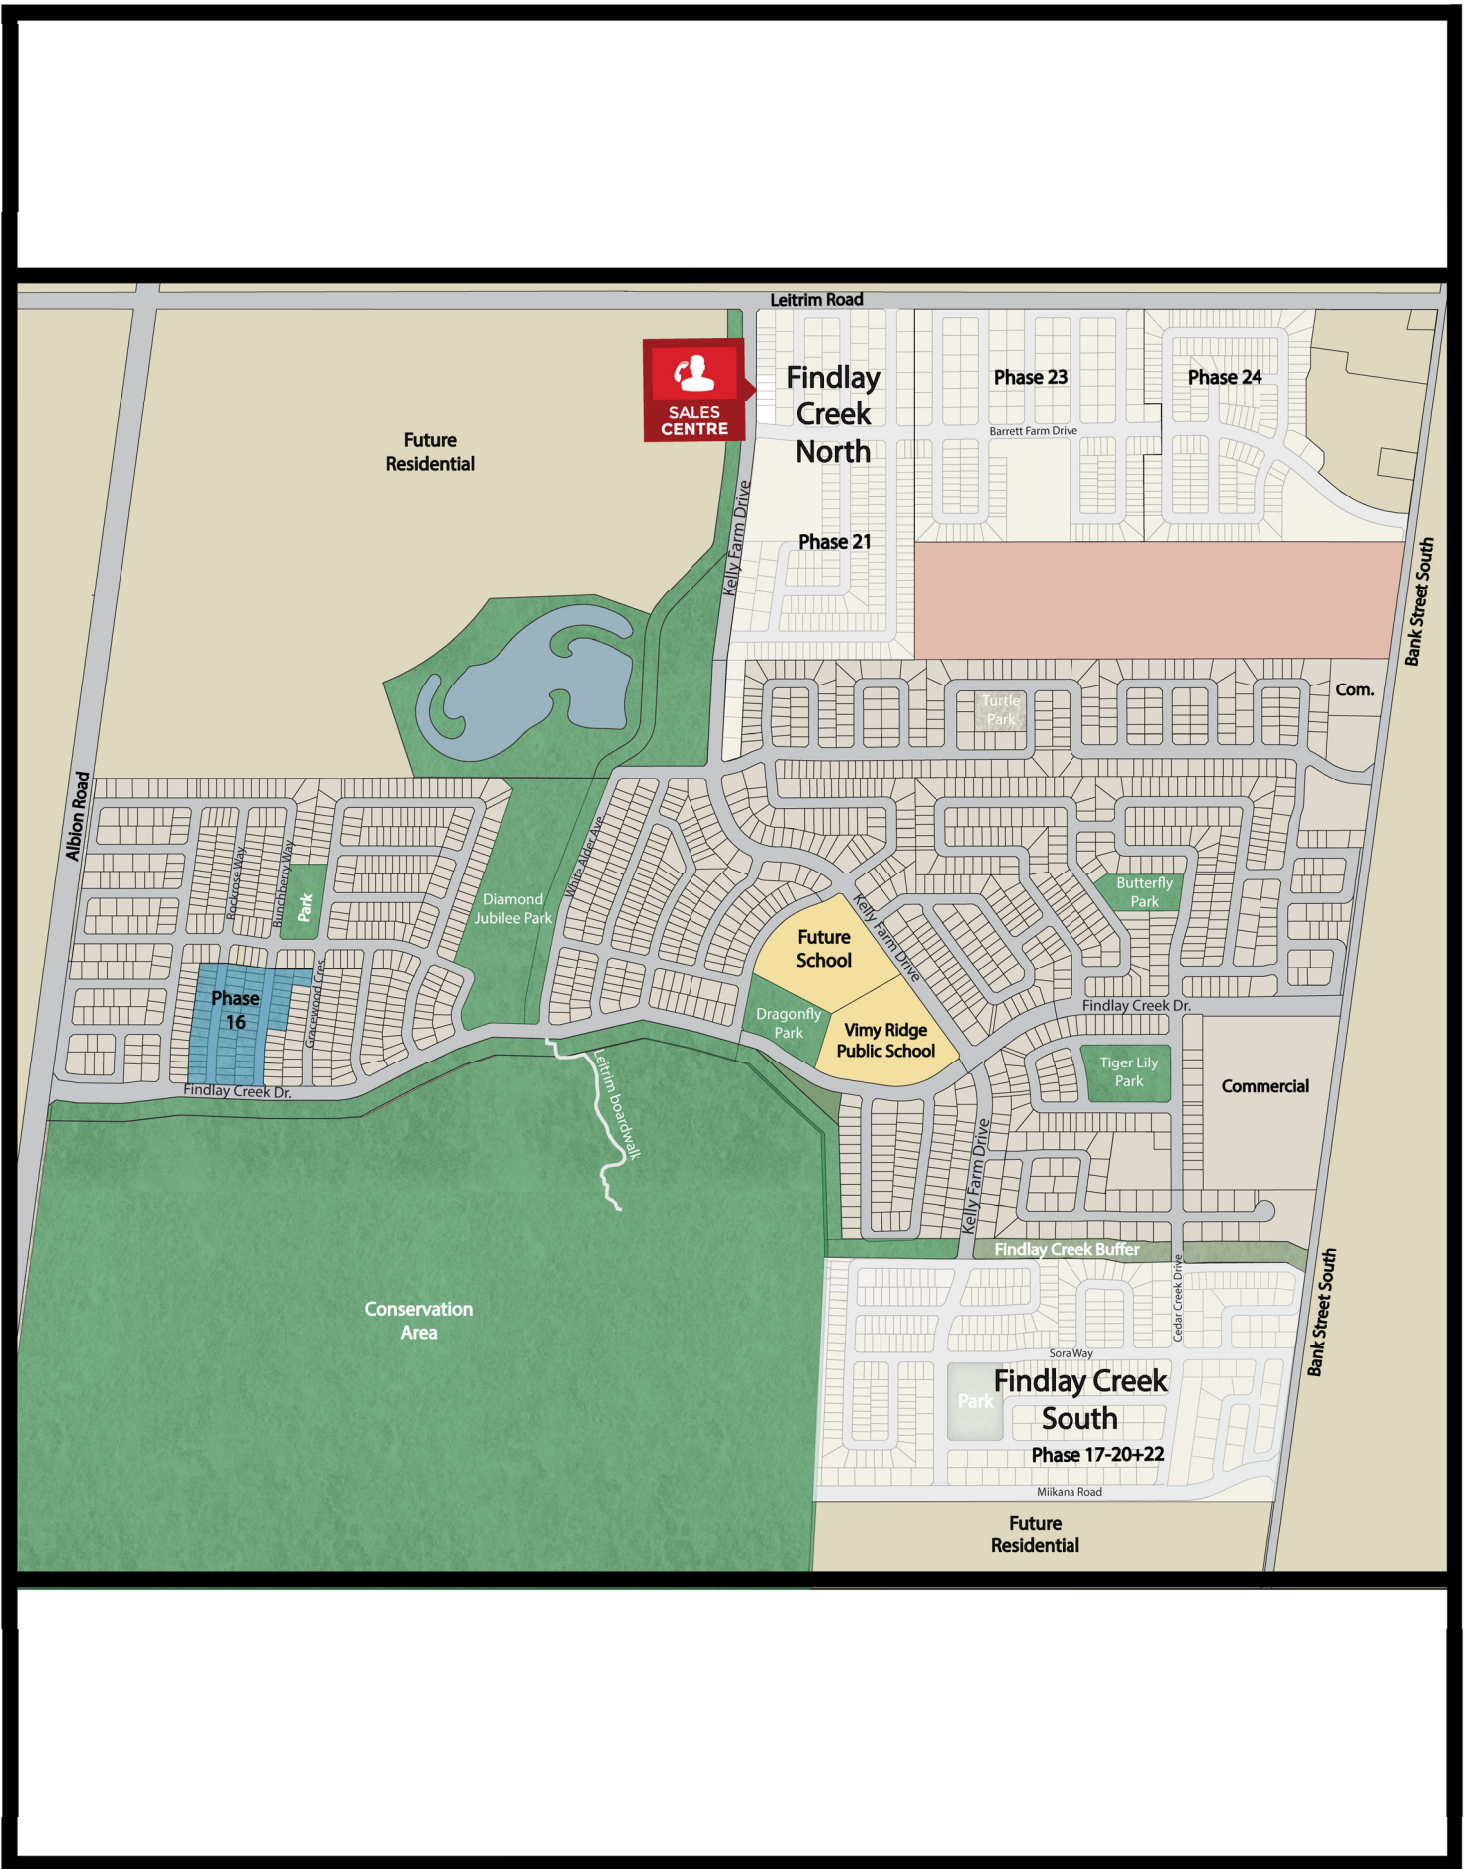 Leitrim Road
SALES
CENTRE
Findlay
Creek
North
Phase 23
Phase 24
Barrett Farm Drive
Future
Residential
Kelly Farm Drive
Phase 21
Bank Street South
Com.
Turtle
Park
Albion Road
Rockrose Way
Bunchberry Way
Park
White Alder Ave
Diamond
Jubilee Park
Butterfly
Park
Kelly Farm Drive
Future
School
Phase
16
Gracewood Cres.
Dragonfly
Park
Vimy Ridge
Public School
Findlay Creek Dr.
Tiger Lily
Park
Commercial
Findlay Creek Dr.
Leitrim boardwalk
Kelly Farm Drive
Findlay Creek Buffer
Cedar Creek Drive
Bank Street South
Conservation
Area
Sora Way
Park
Findlay Creek
South
Phase 17-20+22
Miikana Road
Future
Residential